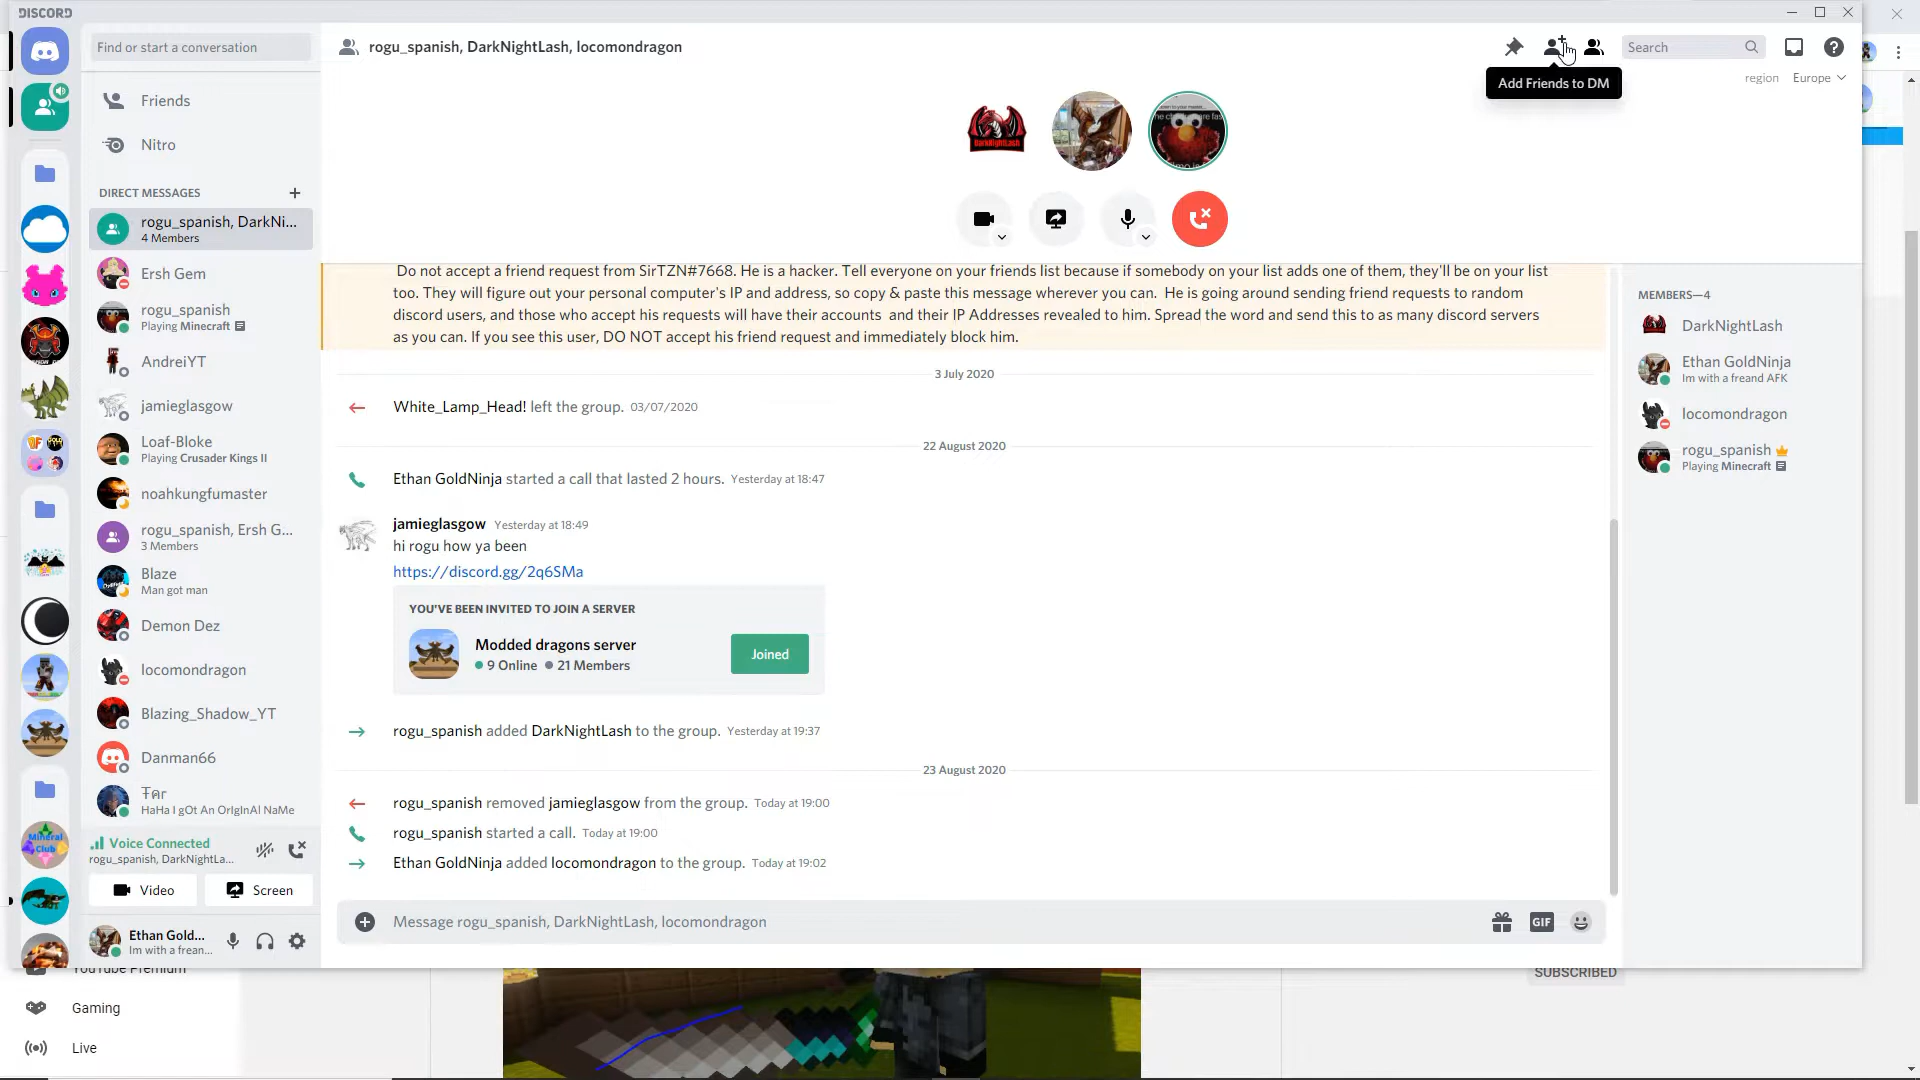 DISCORD
Find or start a conversation
rogu_spanish, DarkNightLash, locomondragon
Search
Add Friends to DM
region Europe
Friends
Nitro
DIRECT MESSAGES
rogu_spanish, DarkNi...
4 Members
Ersh Gem
rogu_spanish
Playing Minecraft
AndreiYT
jamieglasgow
Loaf-Bloke
Playing Crusader Kings II
noahkungfumaster
rogu_spanish, Ersh G...
3 Members
Blaze
Man got man
Demon Dez
locomondragon
Blazing_Shadow_YT
Danman66
HaHa I gOt An OrIgInAl NaMe
Voice Connected
rogu_spanish, DarkNightLa...
Video
Screen
Ethan Gold...
Im with a frean...
DarkNightLash
Do not accept a friend request from SirTZN#7668. He is a hacker. Tell everyone on your friends list because if somebody on your list adds one of them, they'll be on your list
too. They will figure out your personal computer's IP and address, so copy & paste this message wherever you can. He is going around sending friend requests to random
discord users, and those who accept his requests will have their accounts and their IP Addresses revealed to him. Spread the word and send this to as many discord servers
as you can. If you see this user, DO NOT accept his friend request and immediately block him.
3 July 2020
White_Lamp_Head! left the group. 03/07/2020
22 August 2020
Ethan GoldNinja started a call that lasted 2 hours. Yesterday at 18:47
jamieglasgow Yesterday at 18:49
hi rogu how ya been
https://discord.gg/2q6SMa
YOU'VE BEEN INVITED TO JOIN A SERVER
Modded dragons server
9 Online 21 Members
Joined
rogu_spanish added DarkNightLash to the group. Yesterday at 19:37
23 August 2020
rogu_spanish removed jamieglasgow from the group. Today at 19:00
rogu_spanish started a call. Today at 19:00
Ethan GoldNinja added locomondragon to the group. Today at 19:02
Message rogu_spanish, DarkNightLash, locomondragon
GIF
MEMBERS—4
DarkNightLash
Ethan GoldNinja
Im with a freand AFK
locomondragon
rogu_spanish
Playing Minecraft
Mineral
Club
YouTube Premium
Gaming
Live
SUBSCRIBED